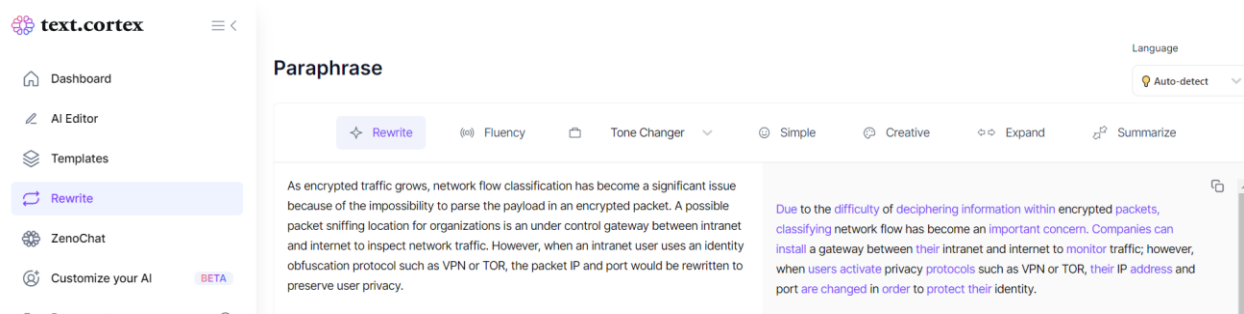 text.cortex
Dashboard
AI Editor
Templates
Rewrite
ZenoChat
Customize your AI BETA
Language
Paraphrase
Auto-detect
Rewrite Fluency Tone Changer Simple Creative Expand Summarize
As encrypted traffic grows, network flow classification has become a significant issue
because of the impossibility to parse the payload in an encrypted packet. A possible
packet sniffing location for organizations is an under control gateway between intranet
and internet to inspect network traffic. However, when an intranet user uses an identity
obfuscation protocol such as VPN or TOR, the packet IP and port would be rewritten to
preserve user privacy.
Due to the difficulty of deciphering information within encrypted packets,
classifying network flow has become an important concern. Companies can
install a gateway between their intranet and internet to monitor traffic; however,
when users activate privacy protocols such as VPN or TOR, their IP address and
port are changed in order to protect their identity.